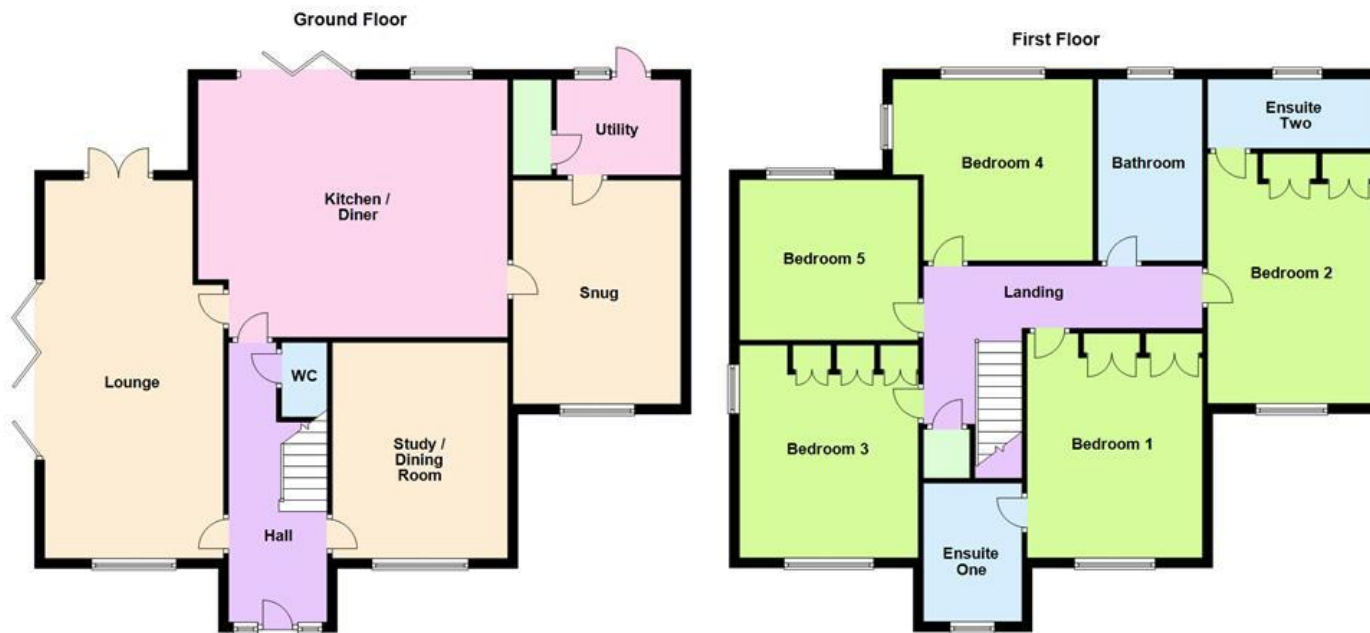 Ground Floor
Utility
Kitchen /
Diner
Snug
WC
Lounge
Study /
Dining
Room
Hall
First Floor
Ensuite
Two
Bedroom 4
Bathroom
Bedroom 5
Bedroom 2
Landing
Bedroom 3
Bedroom 1
Ensuite
One